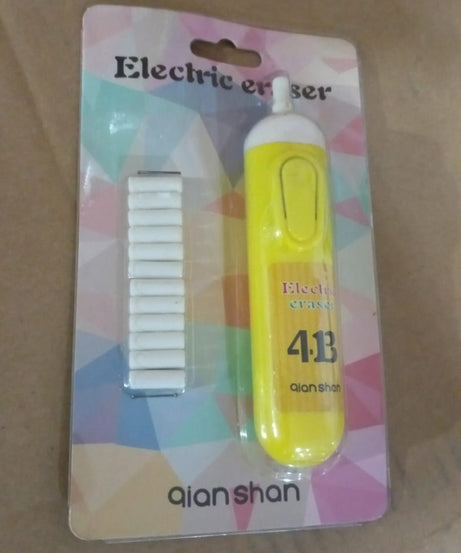 Electric eraser
Electric
eraser
4B
qianshan
qianshan